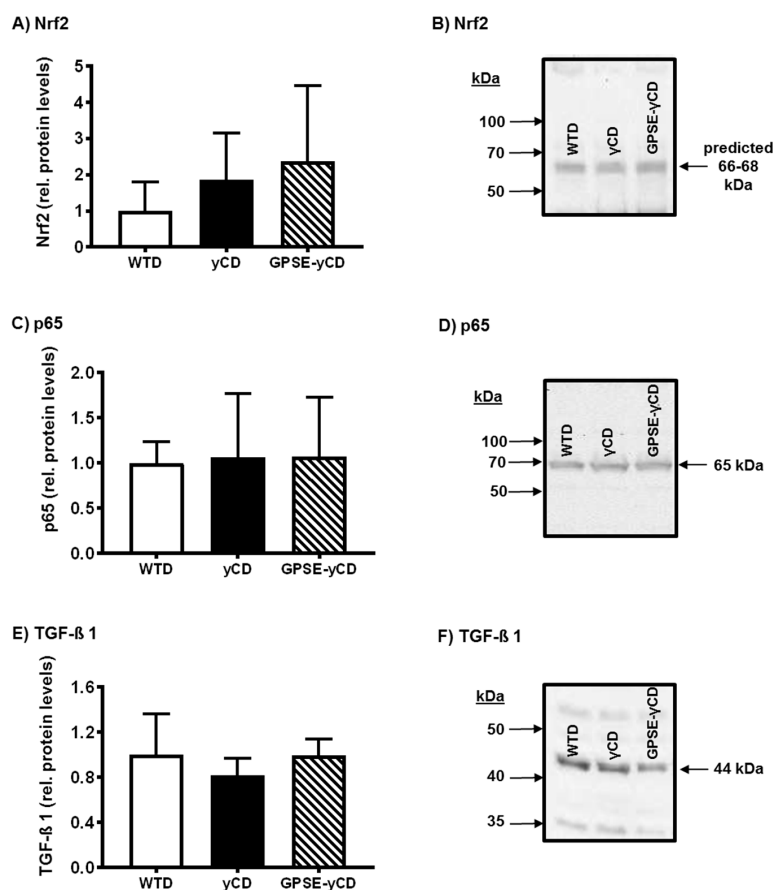 A) Nrf2
Nrf2 (rel. protein levels)
5
4
3
2
1
0
WTD
yCD
GPSE-yCD
B) Nrf2
kDa
100
70
50
WTD
γCD
GPSE-γCD
predicted
66-68
kDa
C) p65
p65 (rel. protein levels)
2.0
1.5
1.0
0.5
0.0
WTD
yCD
GPSE-yCD
D) p65
kDa
100
70
50
WTD
γCD
GPSE-γCD
65 kDa
E) TGF-ß 1
TGF-ß 1 (rel. protein levels)
1.6
1.2
0.8
0.4
0.0
WTD
yCD
GPSE-yCD
F) TGF-ß 1
kDa
50
40
35
WTD
γCD
GPSE-γCD
44 kDa